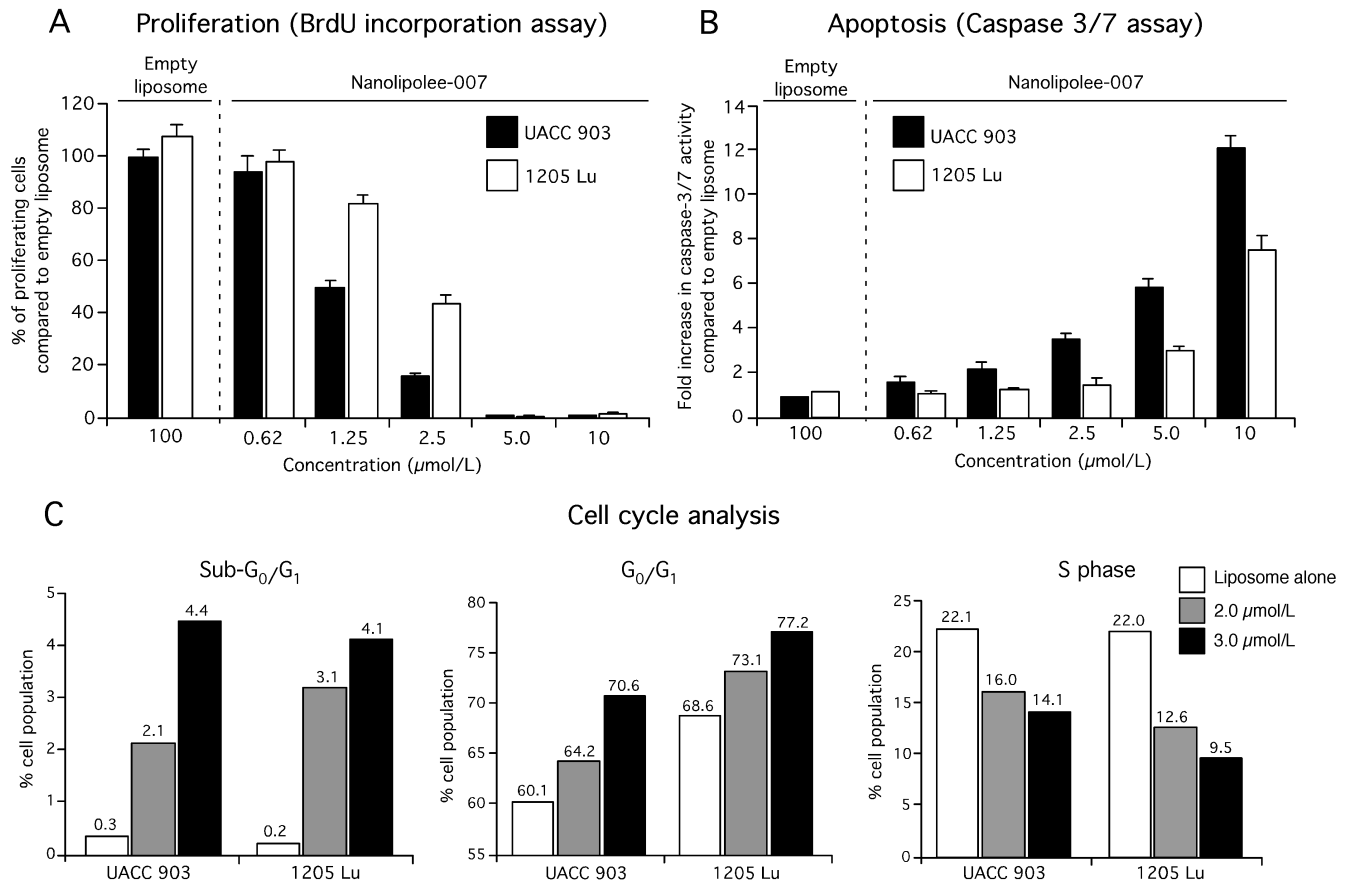 A
Proliferation (BrdU incorporation assay)
Empty
liposome
Nanolipolee-007
% of proliferating cells
compared to empty liposome
120
100
80
60
40
20
0
UACC 903
1205 Lu
100
0.62
1.25
2.5
5.0
10
Concentration (µmol/L)
B
Apoptosis (Caspase 3/7 assay)
Empty
liposome
Nanolipolee-007
Fold increase in caspase-3/7 activity
compared to empty lipsome
14
12
10
8
6
4
2
0
UACC 903
1205 Lu
100
0.62
1.25
2.5
5.0
10
Concentration (µmol/L)
C
Cell cycle analysis
Sub-G0/G1
% cell population
5
4
3
2
1
0
0.3
2.1
4.4
0.2
3.1
4.1
UACC 903
1205 Lu
G0/G1
% cell population
80
75
70
65
60
55
60.1
64.2
70.6
68.6
73.1
77.2
UACC 903
1205 Lu
S phase
% cell population
25
20
15
10
5
0
22.1
16.0
14.1
22.0
12.6
9.5
UACC 903
1205 Lu
Liposome alone
2.0 µmol/L
3.0 µmol/L